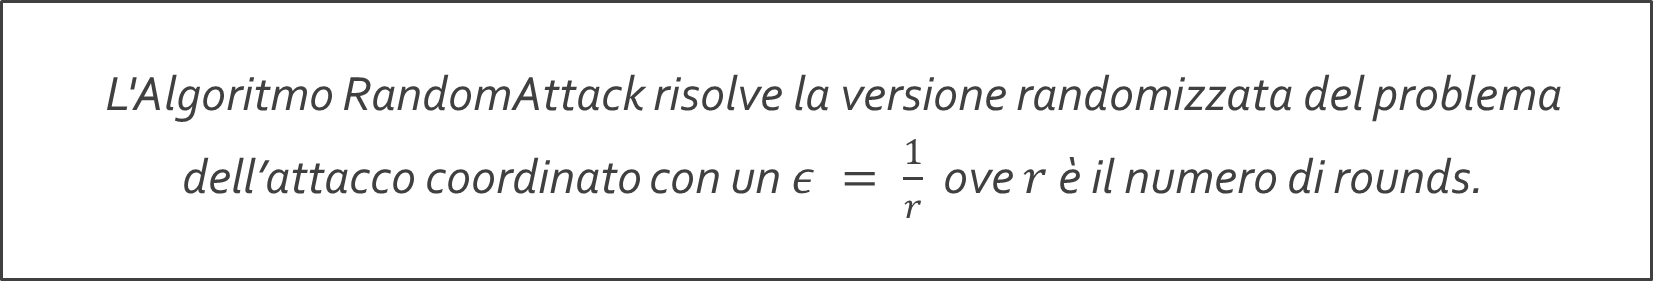 L'Algoritmo RandomAttack risolve la versione randomizzata del problema
dell’attacco coordinato con un ϵ = 1/r ove r è il numero di rounds.